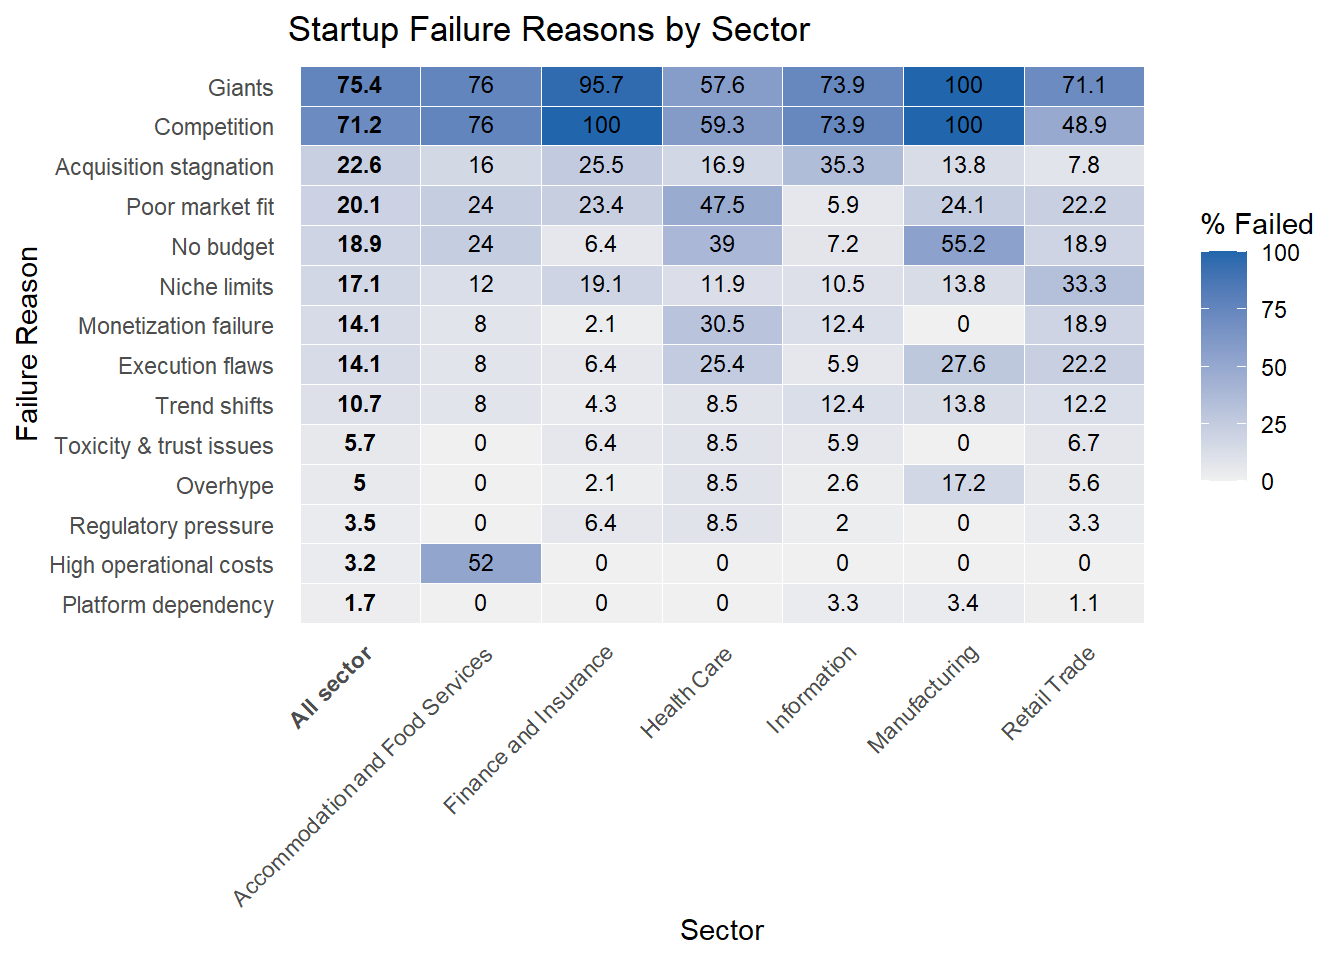 Startup Failure Reasons by Sector
Giants 75.4 76 95.7 57.6 73.9 100 71.1
Competition 71.2 76 100 59.3 73.9 100 48.9
Acquisition stagnation 22.6 16 25.5 16.9 35.3 13.8 7.8
Poor market fit 20.1 24 23.4 47.5 5.9 24.1 22.2
No budget 18.9 24 6.4 39 7.2 55.2 18.9
Niche limits 17.1 12 19.1 11.9 10.5 13.8 33.3
Monetization failure 14.1 8 2.1 30.5 12.4 0 18.9
Execution flaws 14.1 8 6.4 25.4 5.9 27.6 22.2
Trend shifts 10.7 8 4.3 8.5 12.4 13.8 12.2
Toxicity & trust issues 5.7 0 6.4 8.5 5.9 0 6.7
Overhype 5 0 2.1 8.5 2.6 17.2 5.6
Regulatory pressure 3.5 0 6.4 8.5 2 0 3.3
High operational costs 3.2 52 0 0 0 0 0
Platform dependency 1.7 0 0 0 3.3 3.4 1.1
Failure Reason
All sector
Accommodation and Food Services
Finance and Insurance
Health Care
Information
Manufacturing
Retail Trade
Sector
% Failed
100
75
50
25
0